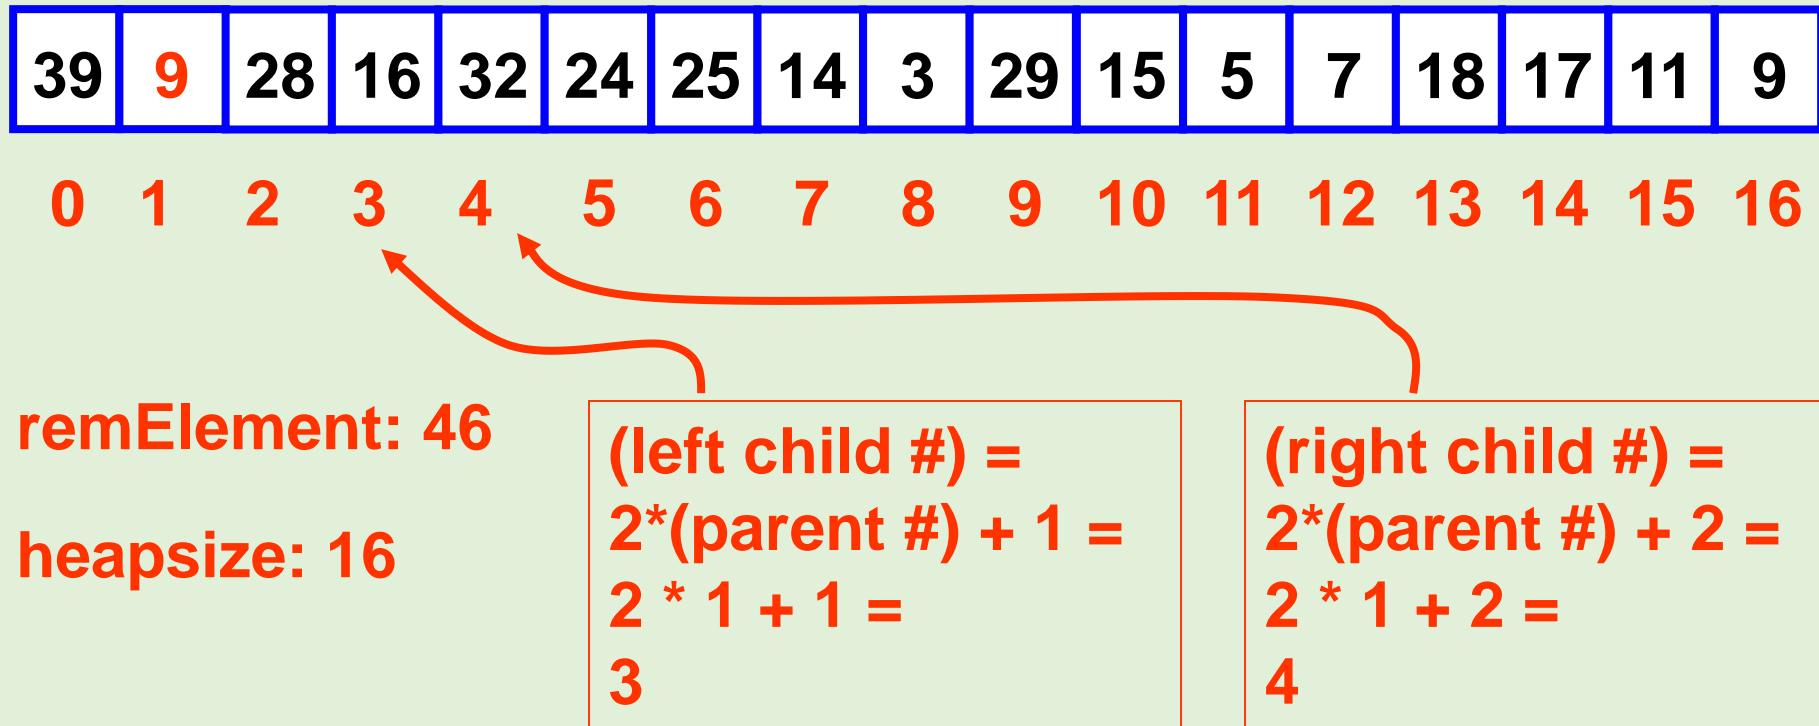 39 9 28 16 32 24 25 14 3 29 15 5 7 18 17 11 9
0 1 2 3 4 5 6 7 8 9 10 11 12 13 14 15 16
remElement: 46
heapsize: 16
(left child #) =
2*(parent #) + 1 =
2 * 1 + 1 =
3
(right child #) =
2*(parent #) + 2 =
2 * 1 + 2 =
4